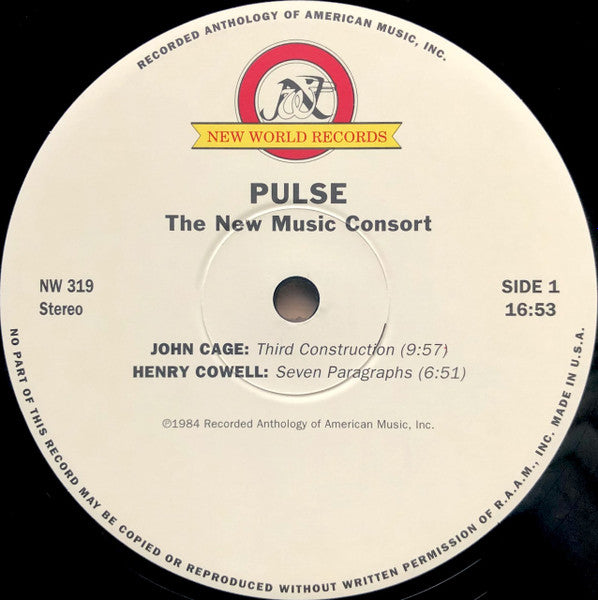 RECORDED ANTHOLOGY OF AMERICAN MUSIC, INC.
NEW WORLD RECORDS
PULSE
The New Music Consort
NW 319
Stereo
SIDE 1
16:53
JOHN CAGE: Third Construction (9:57)
HENRY COWELL: Seven Paragraphs (6:51)
℗1984 Recorded Anthology of American Music, Inc.
NO PART OF THIS RECORD MAY BE COPIED OR REPRODUCED WITHOUT WRITTEN PERMISSION OF R.A.A.M., INC. MADE IN U.S.A.